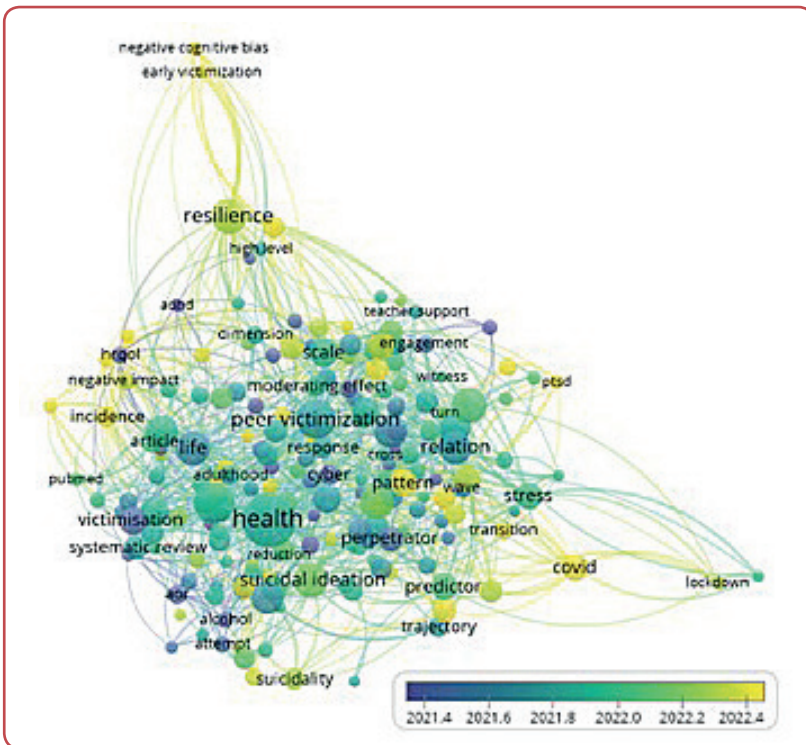 negative cognitive bias
early victimization
resilience
high level
adhd
teacher support
dimension
engagement
hrqol
scale
negative impact
witness
ptsd
moderating effect
incidence
peer victimization
turn
article
life
response
cross
relation
pubmed
adulthood
cyber
pattern
wave
stress
victimisation
health
transition
systematic review
reduction
perpetrator
suicidal ideation
predictor
covid
lockdown
aor
alcohol
trajectory
attempt
suicidality
2021.4 2021.6 2021.8 2022.0 2022.2 2022.4